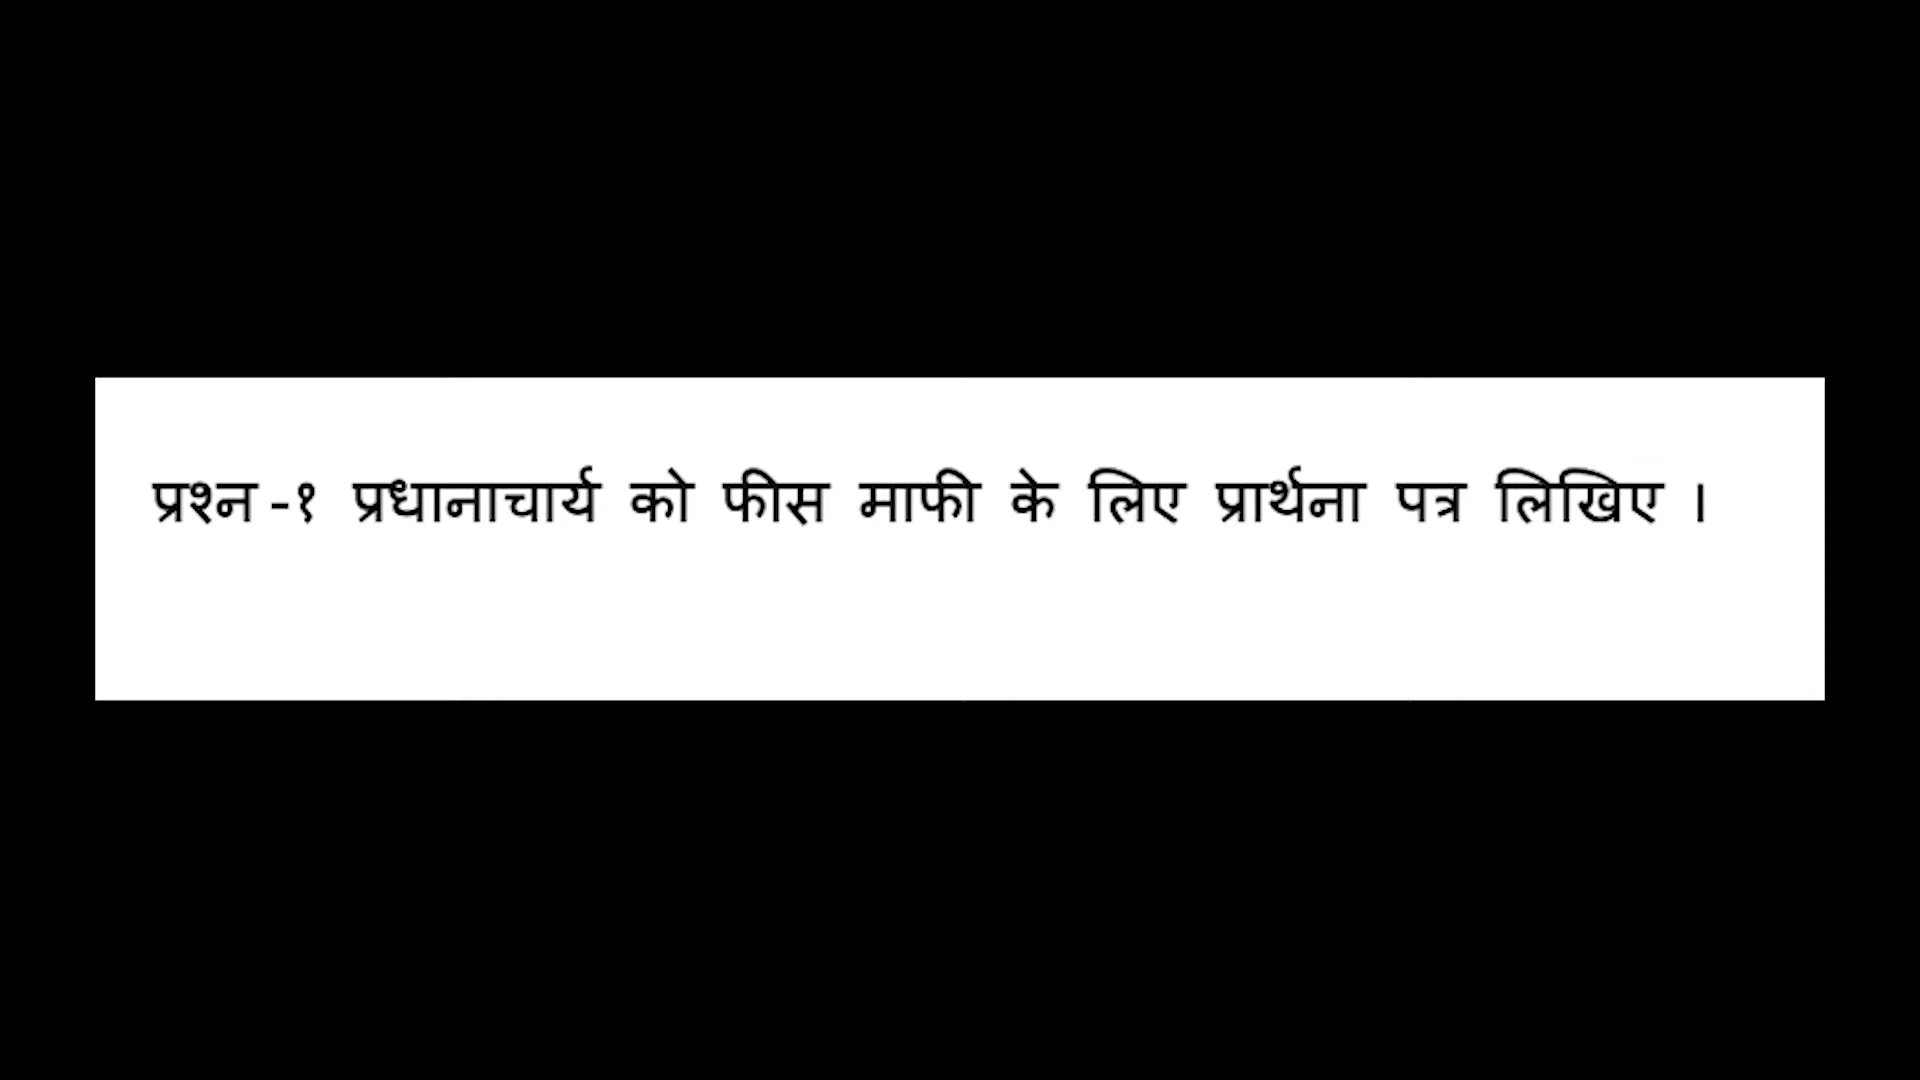 प्रश्न -१ प्रधानाचार्य को फीस माफी के लिए प्रार्थना पत्र लिखिए ।